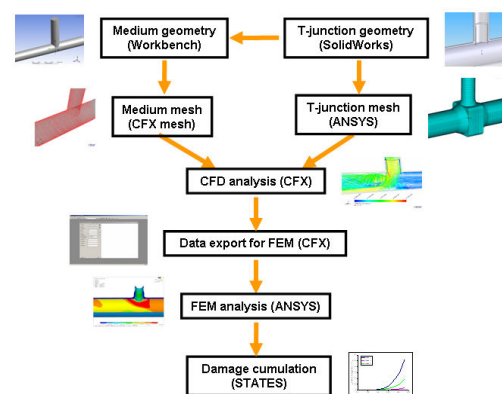 Medium geometry
(Workbench)
T-junction geometry
(SolidWorks)
Medium mesh
(CFX mesh)
T-junction mesh
(ANSYS)
CFD analysis (CFX)
Data export for FEM (CFX)
FEM analysis (ANSYS)
Damage cumulation
(STATES)